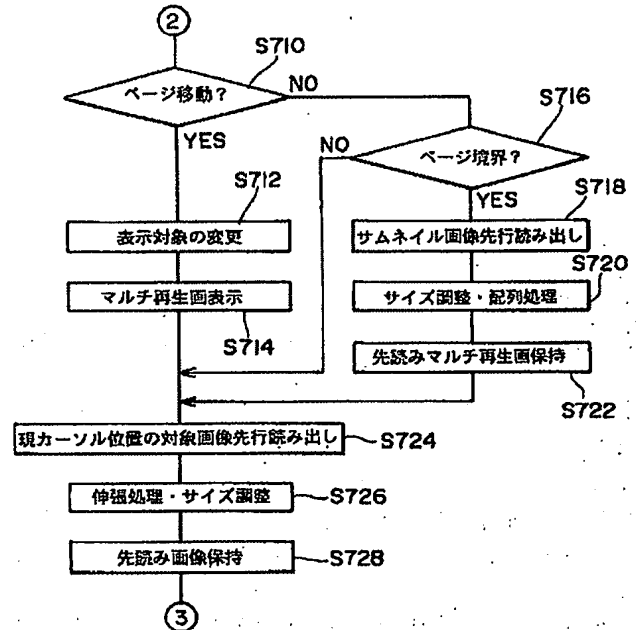 ②
S710
ページ移動?
NO
YES
S716
ページ境界?
NO
YES
S712
表示対象の変更
S718
サムネイル画像先行読み出し
マルチ再生画表示
S714
S720
サイズ調整・配列処理
先読みマルチ再生画保持
S722
現カーソル位置の対象画像先行読み出し
S724
伸張処理・サイズ調整
S726
先読み画像保持
S728
③